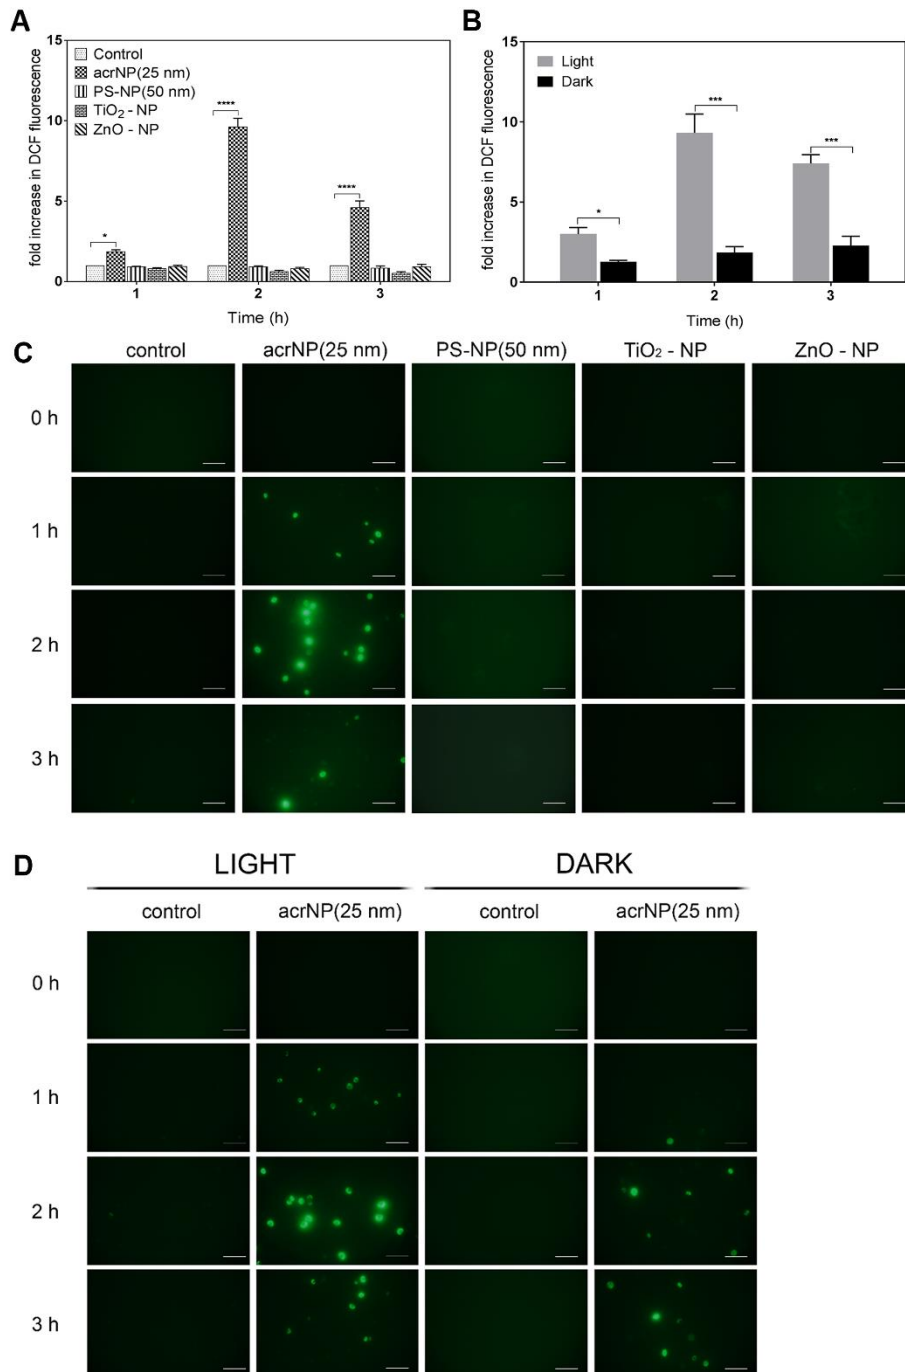 A
fold increase in DCF fluorescence
15
10
5
0
Control
acrNP(25 nm)
PS-NP(50 nm)
TiO2 - NP
ZnO - NP
*
****
****
1 2 3
Time (h)
B
fold increase in DCF fluorescence
15
10
5
0
Light
Dark
*
***
***
1 2 3
Time (h)
C
control acrNP(25 nm) PS-NP(50 nm) TiO2 - NP ZnO - NP
0 h
1 h
2 h
3 h
D
LIGHT DARK
control acrNP(25 nm) control acrNP(25 nm)
0 h
1 h
2 h
3 h